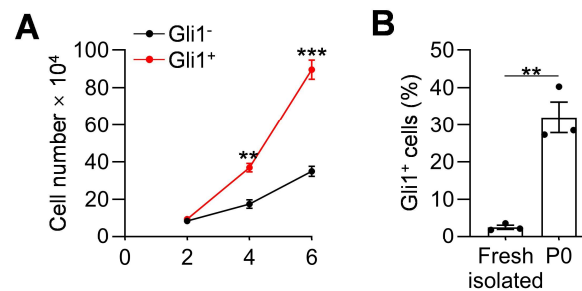 A
Gli1⁻
Gli1⁺
Cell number × 10⁴
100
80
60
40
20
0
**
***
0
2
4
6
B
Gli1⁺ cells (%)
50
40
30
20
10
0
**
Fresh
isolated
P0